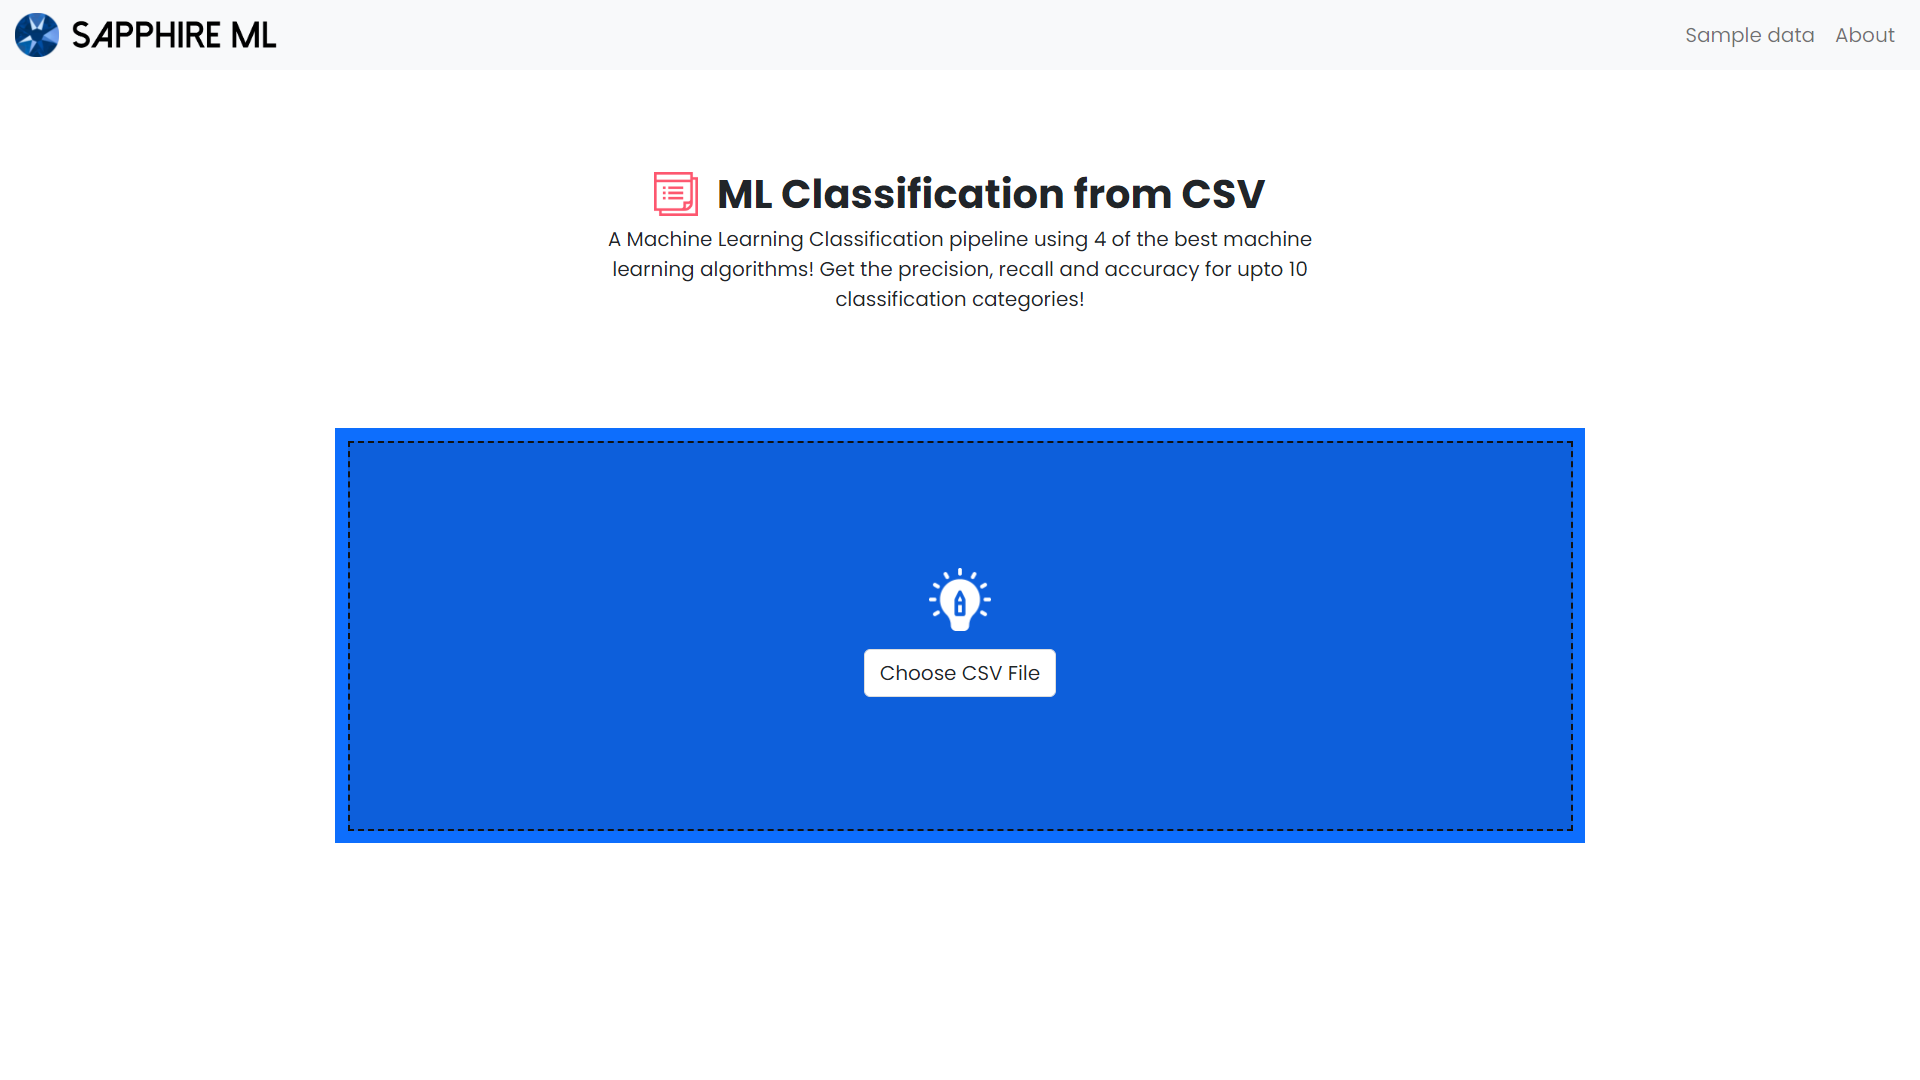 SAPPHIRE ML
Sample data
About
ML Classification from CSV
A Machine Learning Classification pipeline using 4 of the best machine
learning algorithms! Get the precision, recall and accuracy for upto 10
classification categories!
Choose CSV File